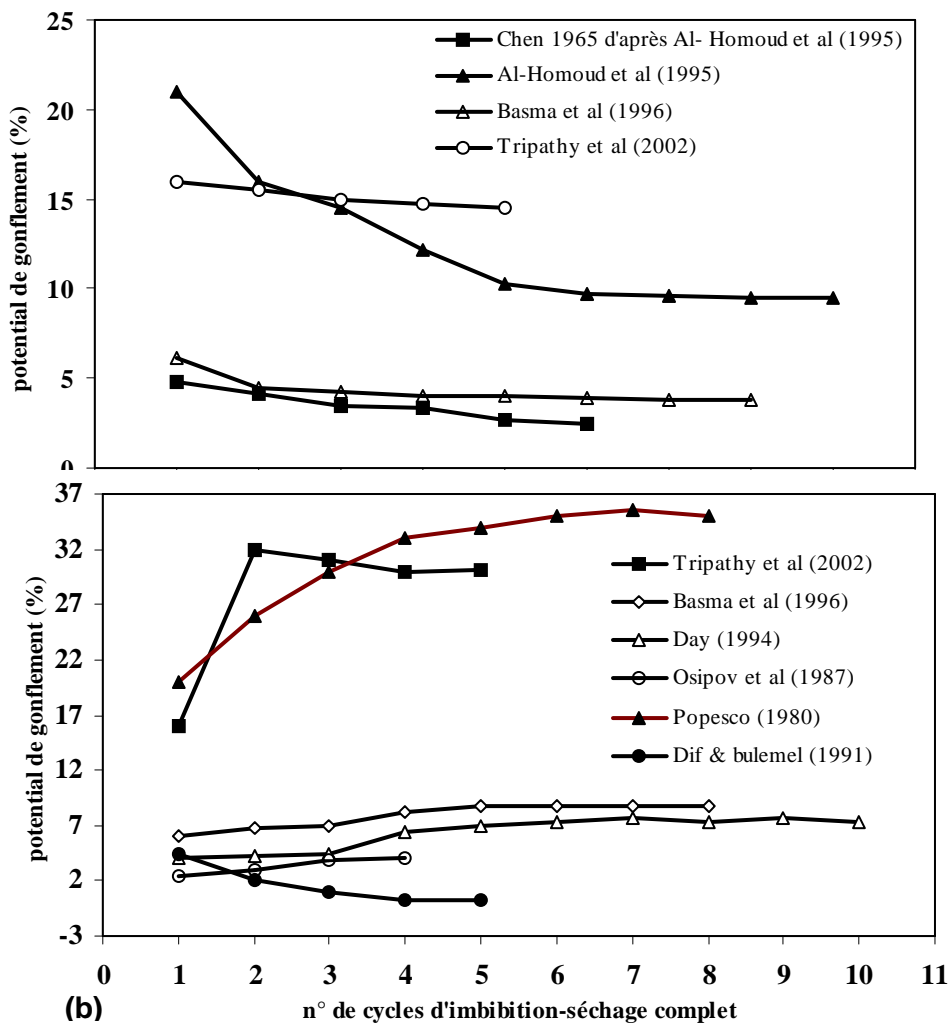 25
20
15
10
5
0
potential de gonflement (%)
Chen 1965 d'après Al- Homoud et al (1995)
Al-Homoud et al (1995)
Basma et al (1996)
Tripathy et al (2002)
37
32
27
22
17
12
7
2
-3
potential de gonflement (%)
Tripathy et al (2002)
Basma et al (1996)
Day (1994)
Osipov et al (1987)
Popesco (1980)
Dif & bulemel (1991)
0 1 2 3 4 5 6 7 8 9 10 11
(b) n° de cycles d'imbibition-séchage complet